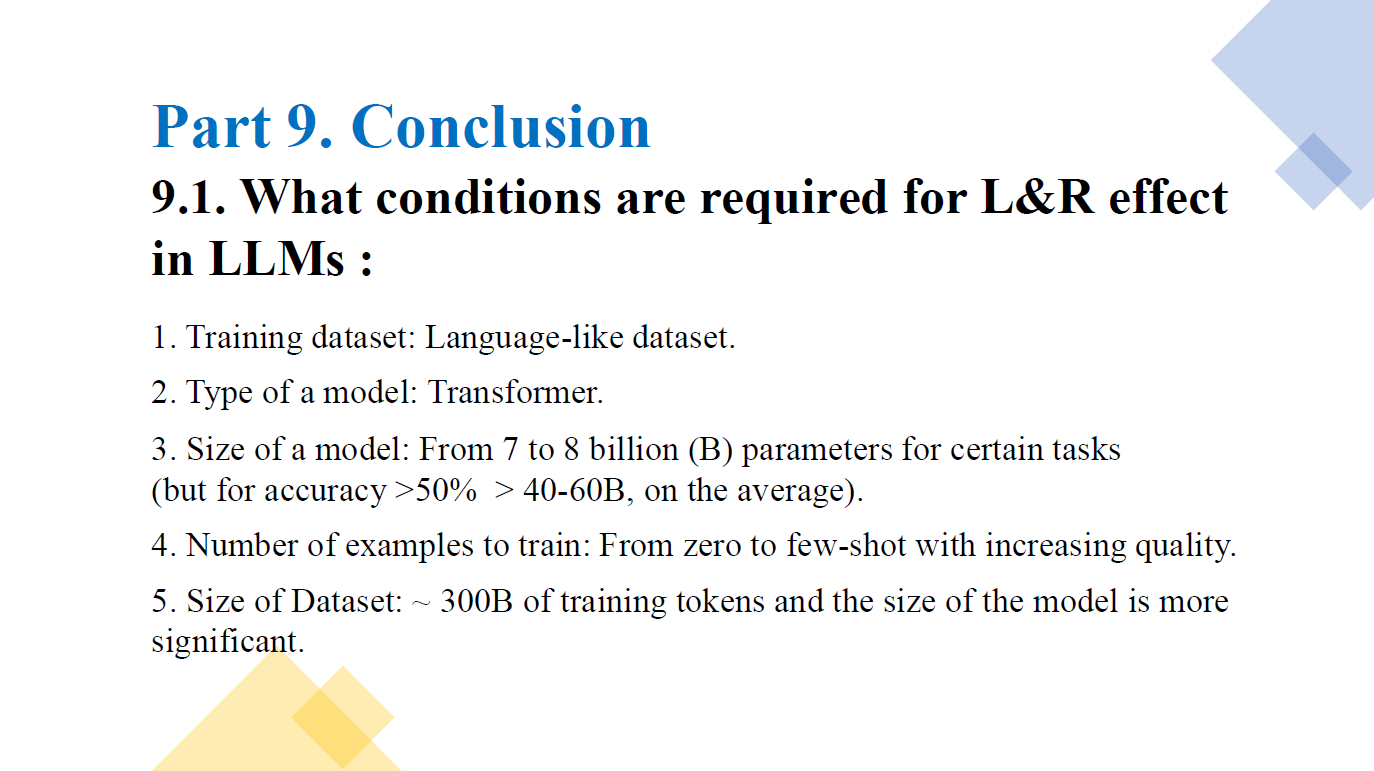 Part 9. Conclusion
9.1. What conditions are required for L&R effect
in LLMs :
1. Training dataset: Language-like dataset.
2. Type of a model: Transformer.
3. Size of a model: From 7 to 8 billion (B) parameters for certain tasks
(but for accuracy >50%  > 40-60B, on the average).
4. Number of examples to train: From zero to few-shot with increasing quality.
5. Size of Dataset: ~ 300B of training tokens and the size of the model is more
significant.